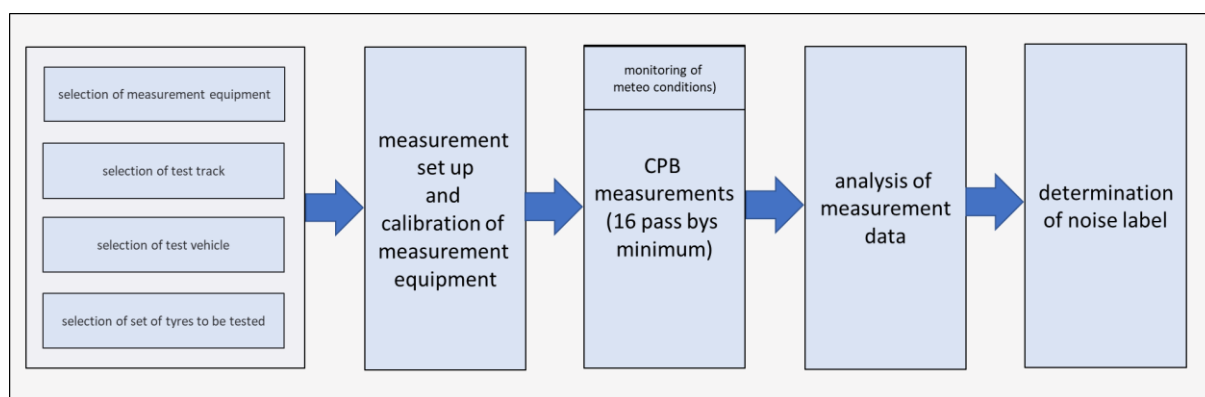 selection of measurement equipment
selection of test track
selection of test vehicle
selection of set of tyres to be tested
measurement
set up
and
calibration of
measurement
equipment
monitoring of
meteo conditions)
CPB
measurements
(16 pass bys
minimum)
analysis of
measurement
data
determination
of noise label